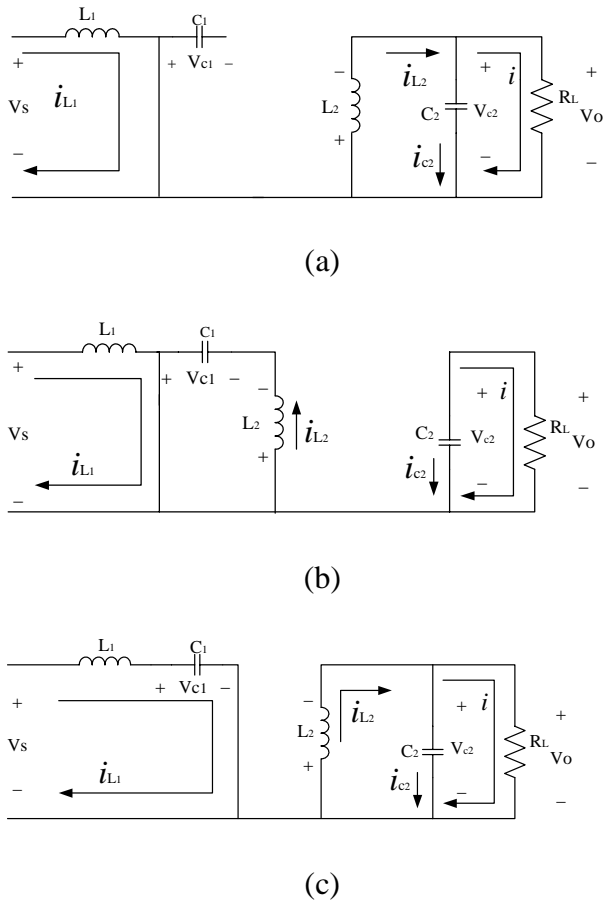 L1 C1
+ + Vc1 − − iL2 + i +
Vs iL1 L2 C2 Vc2 RL Vo
− + ic2 − −
(a)
L1 C1
+ + Vc1 − − + i +
Vs L2 iL2 C2 Vc2 RL Vo
iL1 + ic2
− − −
(b)
L1 C1
+ + Vc1 − − iL2 + i +
Vs L2 C2 Vc2 RL Vo
iL1 + ic2
− − −
(c)